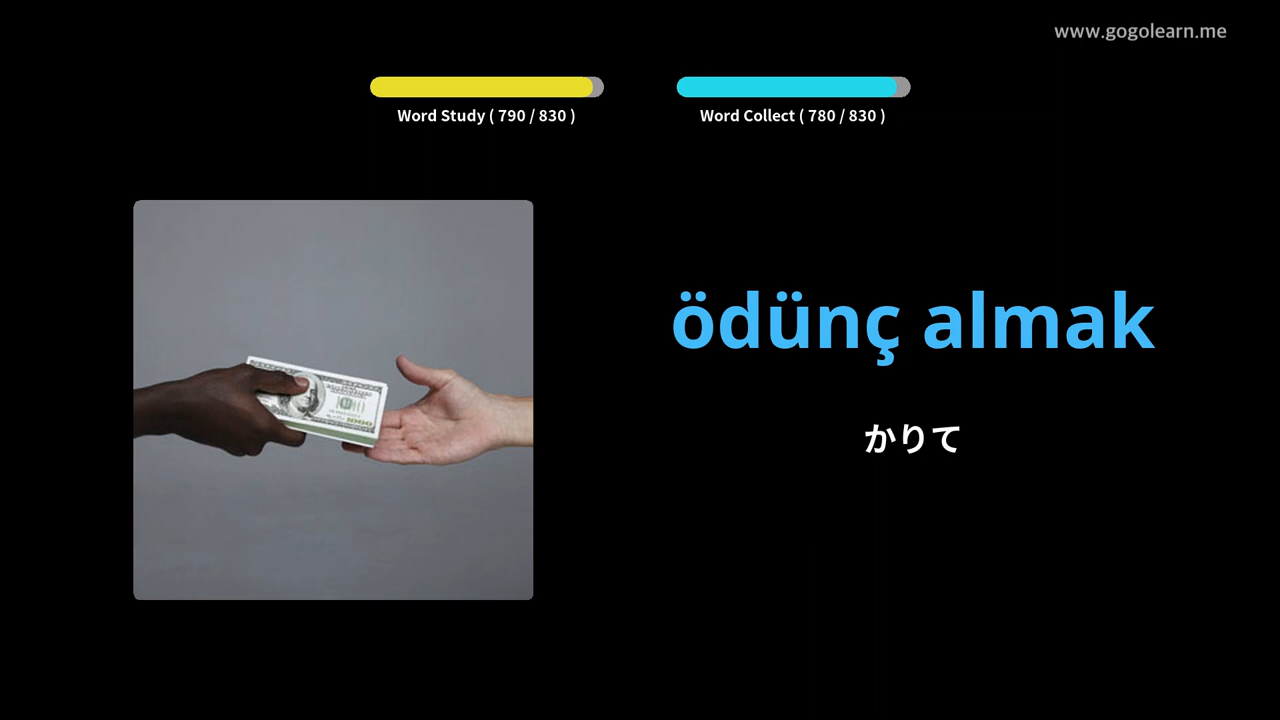 www.gogolearn.me
Word Study ( 790 / 830 )
Word Collect ( 780 / 830 )
ödünç almak
かりて